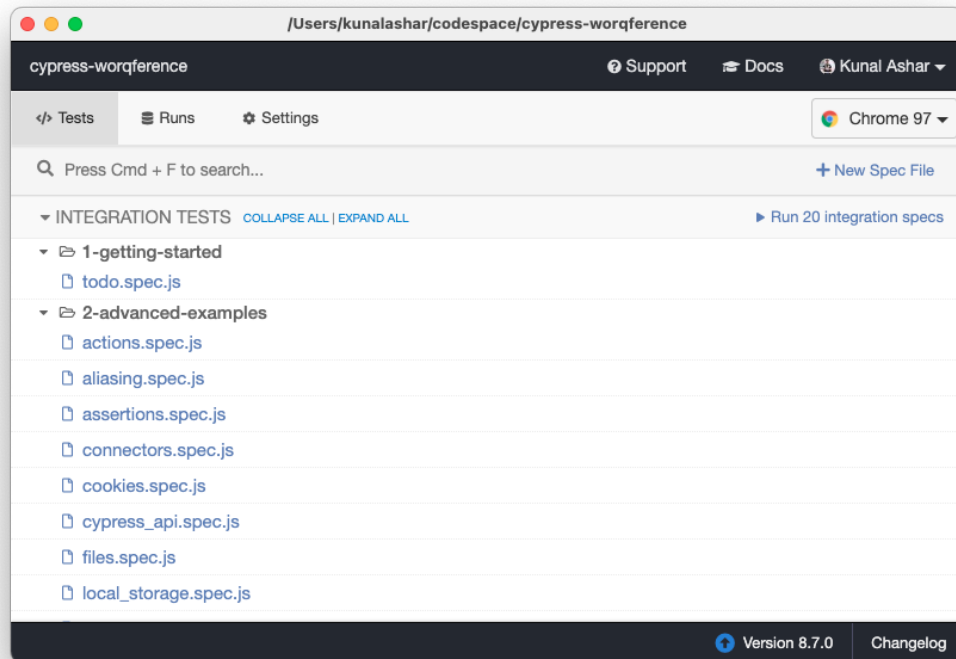 /Users/kunalashar/codespace/cypress-worqference
cypress-worqference Support Docs Kunal Ashar
Tests Runs Settings Chrome 97
Press Cmd + F to search... New Spec File
INTEGRATION TESTS COLLAPSE ALL | EXPAND ALL Run 20 integration specs
1-getting-started
todo.spec.js
2-advanced-examples
actions.spec.js
aliasing.spec.js
assertions.spec.js
connectors.spec.js
cookies.spec.js
cypress_api.spec.js
files.spec.js
local_storage.spec.js
Version 8.7.0 Changelog